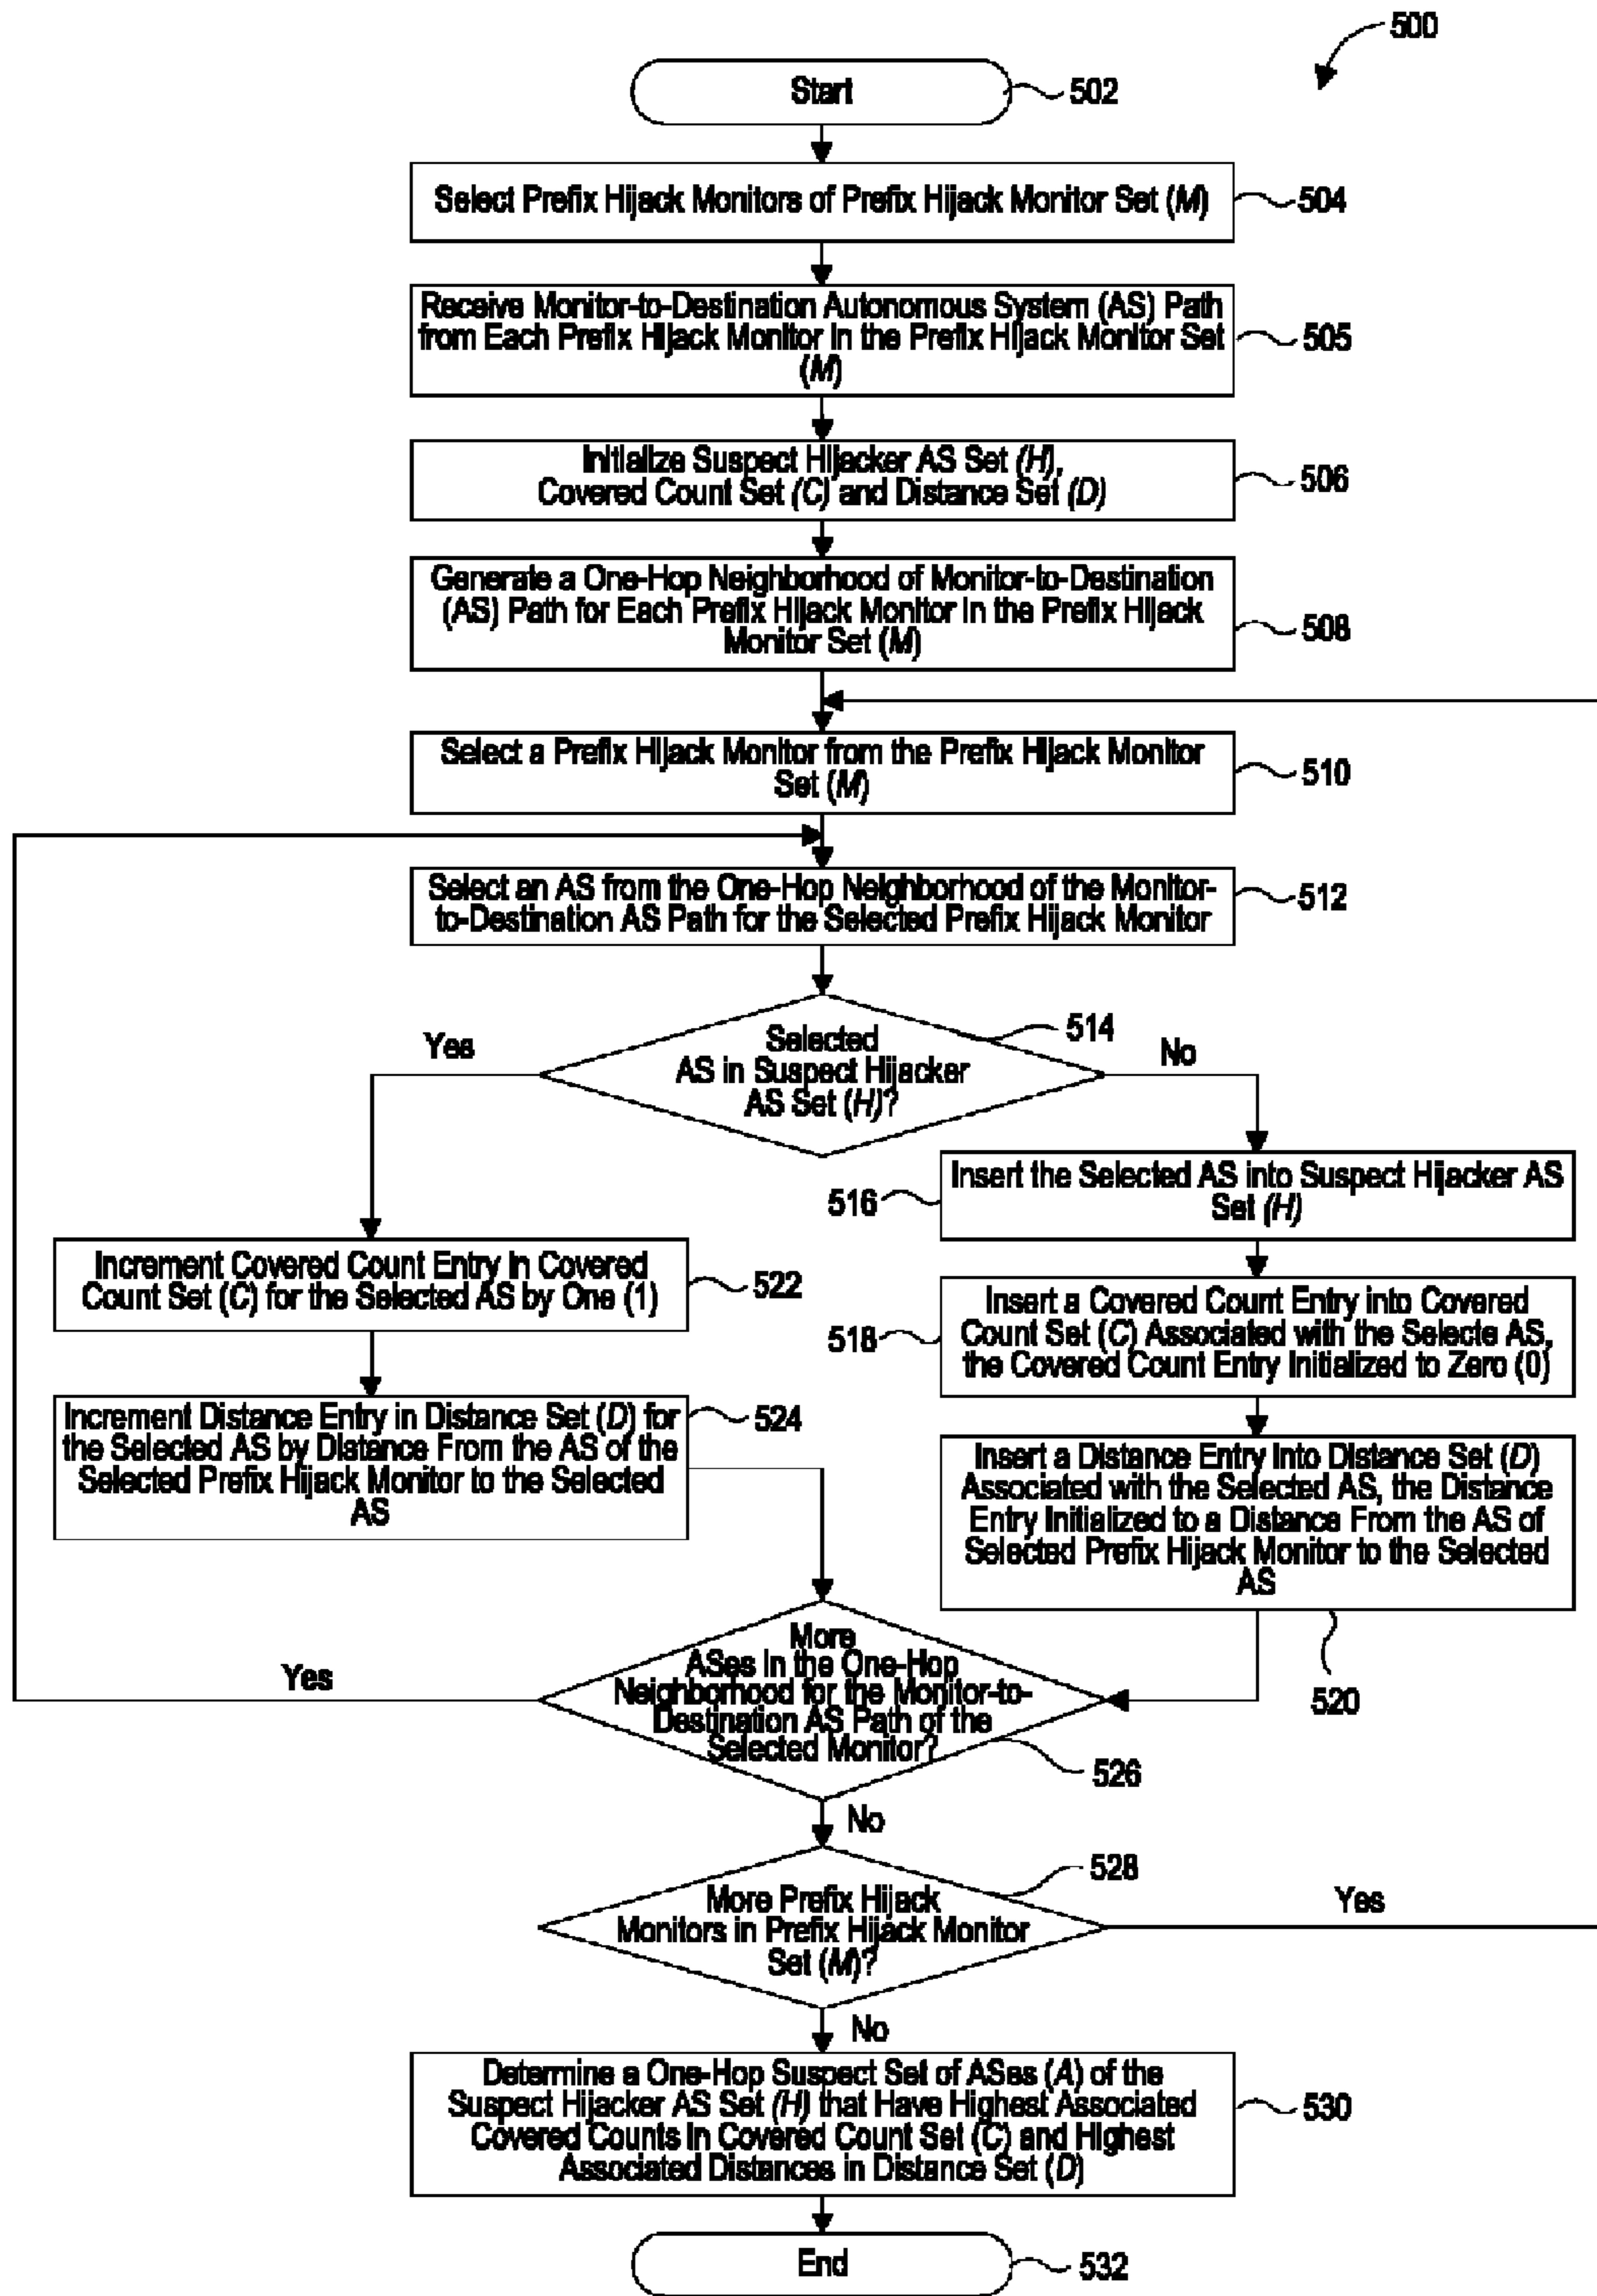 500
Start
502
Select Prefix Hijack Monitors of Prefix Hijack Monitor Set (M)
504
Receive Monitor-to-Destination Autonomous System (AS) Path
from Each Prefix Hijack Monitor in the Prefix Hijack Monitor Set
(M)
505
Initialize Suspect Hijacker AS Set (H),
Covered Count Set (C) and Distance Set (D)
506
Generate a One-Hop Neighborhood of Monitor-to-Destination
(AS) Path for Each Prefix Hijack Monitor in the Prefix Hijack
Monitor Set (M)
508
Select a Prefix Hijack Monitor from the Prefix Hijack Monitor
Set (M)
510
Select an AS from the One-Hop Neighborhood of the Monitor-
to-Destination AS Path for the Selected Prefix Hijack Monitor
512
Selected
AS in Suspect Hijacker
AS Set (H)?
514
Yes
No
Insert the Selected AS into Suspect Hijacker AS
Set (H)
516
Increment Covered Count Entry in Covered
Count Set (C) for the Selected AS by One (1)
522
Insert a Covered Count Entry into Covered
Count Set (C) Associated with the Selecte AS,
the Covered Count Entry Initialized to Zero (0)
518
Increment Distance Entry in Distance Set (D) for
the Selected AS by Distance From the AS of the
Selected Prefix Hijack Monitor to the Selected
AS
524
Insert a Distance Entry Into Distance Set (D)
Associated with the Selected AS, the Distance
Entry Initialized to a Distance From the AS of
Selected Prefix Hijack Monitor to the Selected
AS
520
More
ASes in the One-Hop
Neighborhood for the Monitor-to-
Destination AS Path of the
Selected Monitor?
526
Yes
No
More Prefix Hijack
Monitors in Prefix Hijack Monitor
Set (M)?
528
Yes
No
Determine a One-Hop Suspect Set of ASes (A) of the
Suspect Hijacker AS Set (H) that Have Highest Associated
Covered Counts in Covered Count Set (C) and Highest
Associated Distances in Distance Set (D)
530
End
532